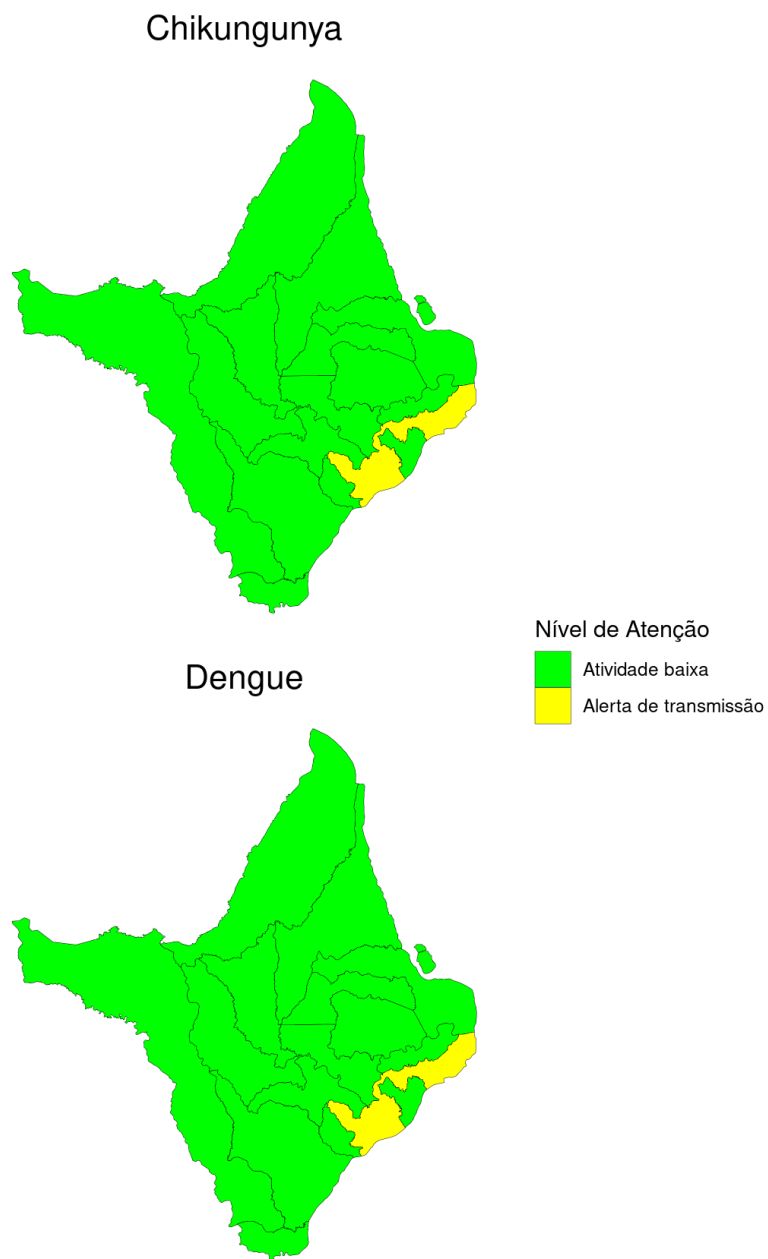 Chikungunya
Nível de Atenção
Atividade baixa
Alerta de transmissão
Dengue